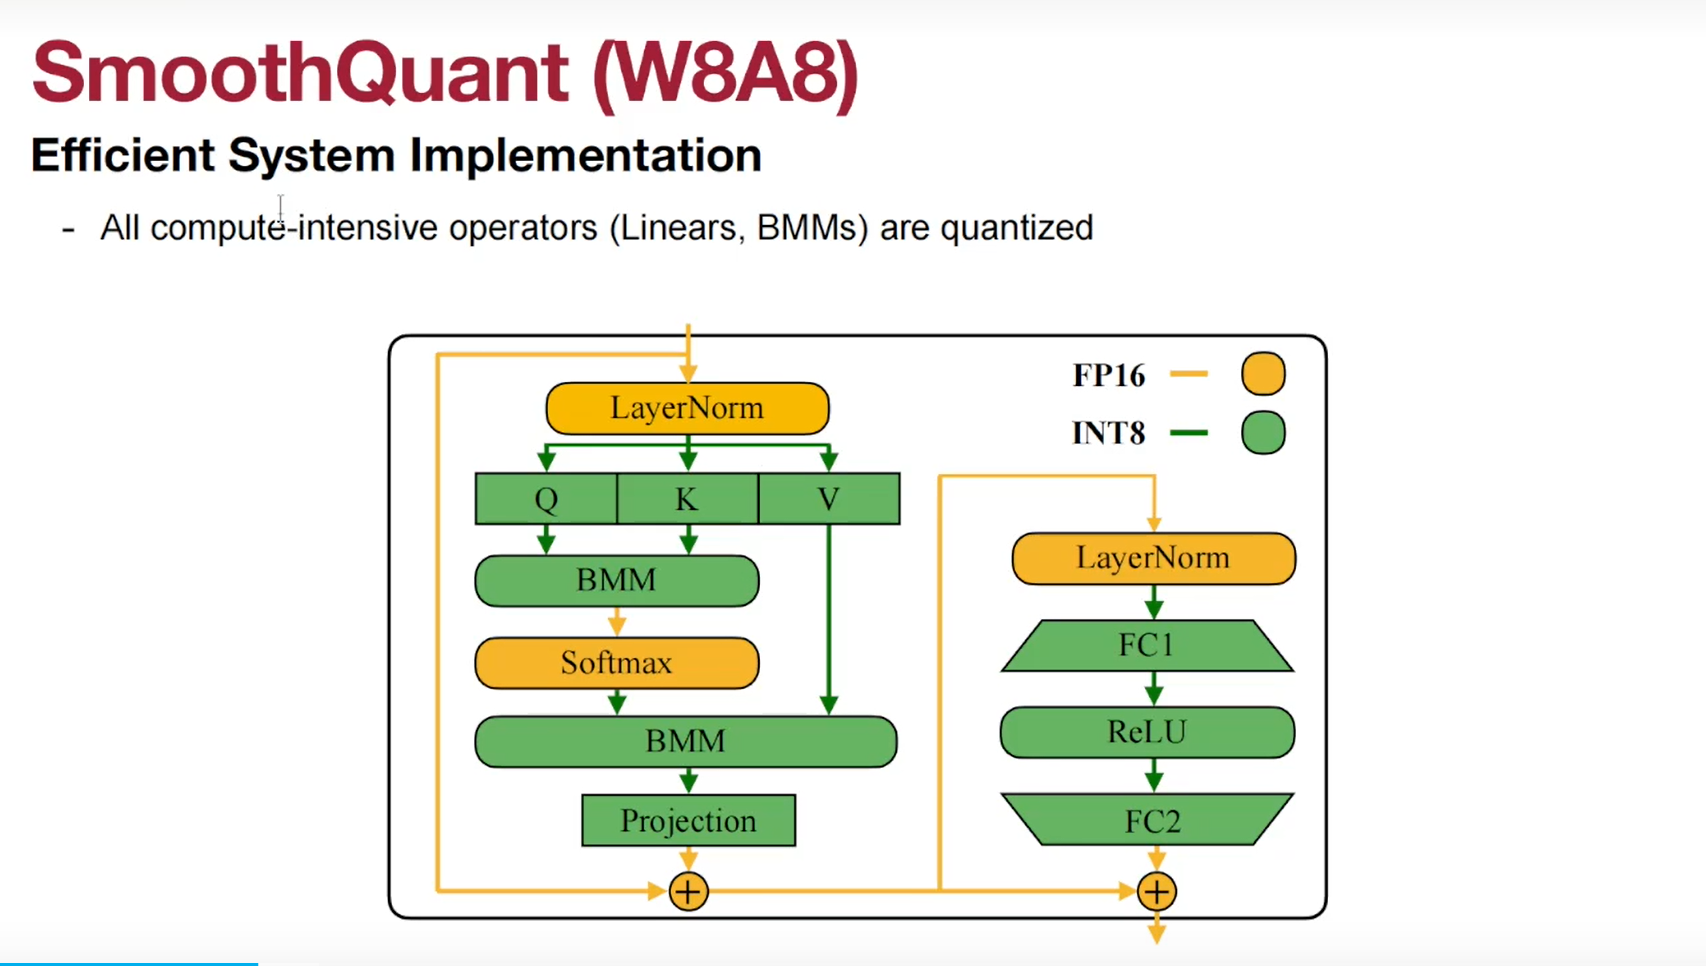 SmoothQuant (W8A8)
Efficient System Implementation
- All compute-intensive operators (Linears, BMMs) are quantized
FP16
INT8
LayerNorm
Q K V
BMM
Softmax
BMM
Projection
+
LayerNorm
FC1
ReLU
FC2
+